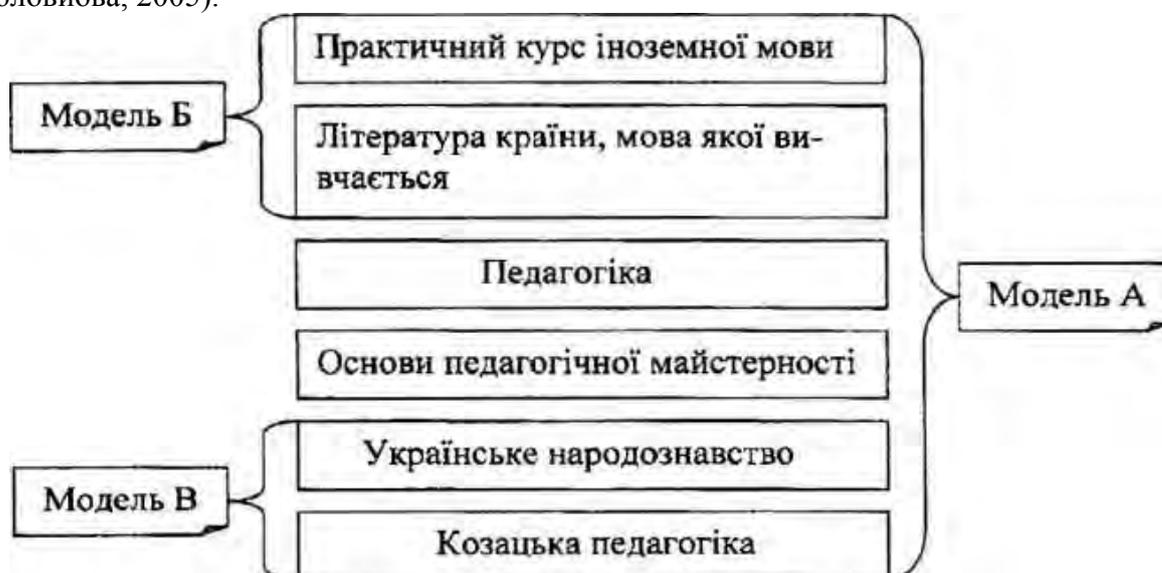 2005).
Практичний курс іноземної мови
Модель Б
Література країни, мова якої ви-
вчається
Педагогіка
Модель А
Основи педагогічної майстерності
Українське народознавство
Модель В
Козацька педагогіка